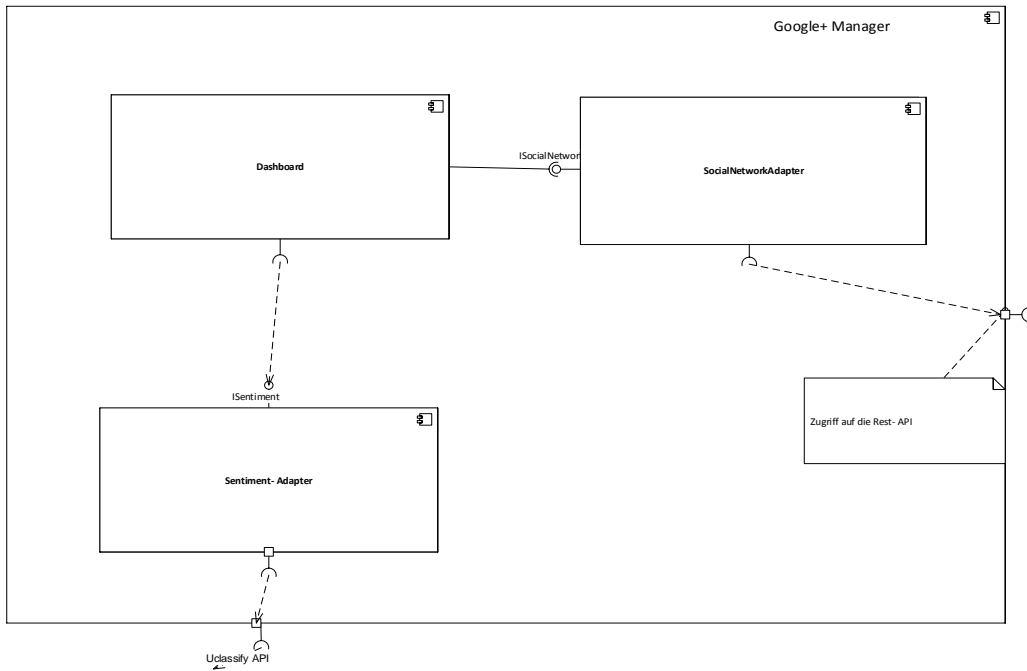 Google+ Manager
Dashboard
ISocialNetwor
SocialNetworkAdapter
ISentiment
Zugriff auf die Rest- API
Sentiment- Adapter
Uclassify API